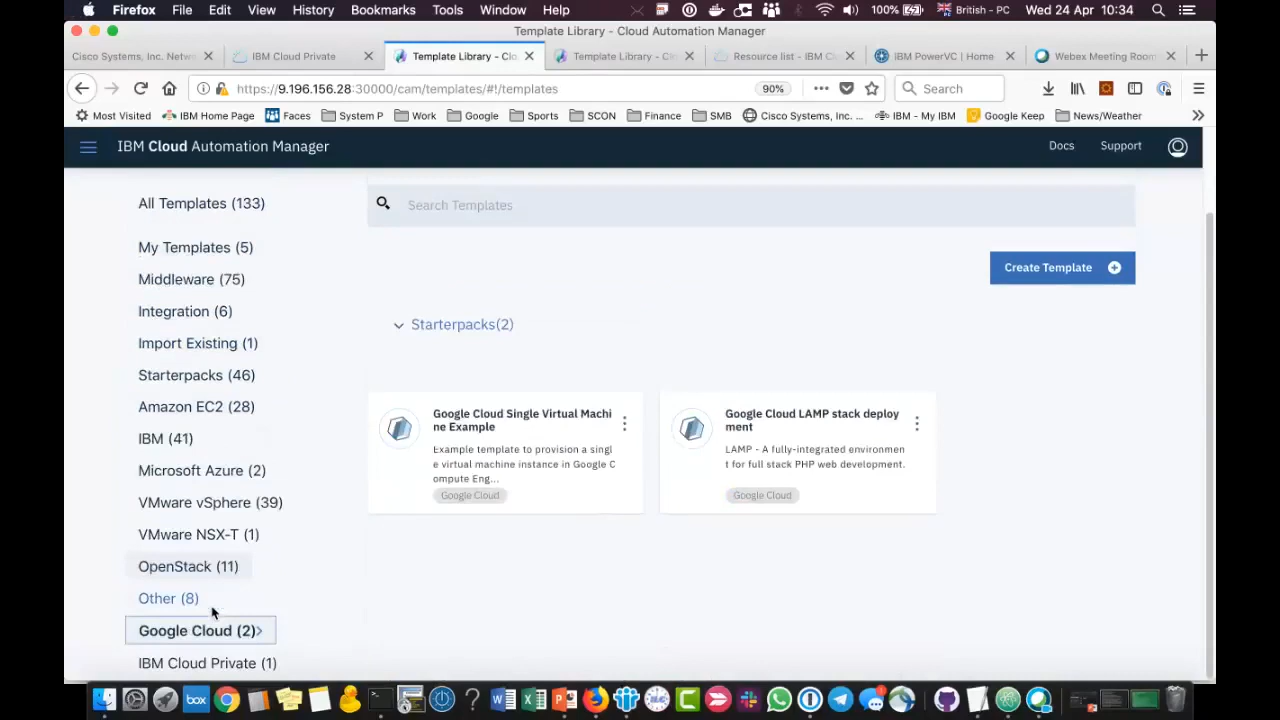 Firefox File Edit View History Bookmarks Tools Window Help 100% British - PC Wed 24 Apr 10:34
Template Library - Cloud Automation Manager
Cisco Systems, Inc. Netw IBM Cloud Private Template Library - Clo Template Library - Resource list - IBM IBM PowerVC | Home Webex Meeting Room
https://9.196.156.28:30000/cam/templates/#!/templates 90% Search
Most Visited IBM Home Page Faces System P Work Google Sports SCON Finance SMB Cisco Systems, Inc. ... IBM - My IBM Google Keep News/Weather
IBM Cloud Automation Manager Docs Support
All Templates (133)
Search Templates
My Templates (5)
Create Template
Middleware (75)
Integration (6)
Starterpacks(2)
Import Existing (1)
Starterpacks (46)
Amazon EC2 (28)
IBM (41)
Microsoft Azure (2)
VMware vSphere (39)
VMware NSX-T (1)
OpenStack (11)
Other (8)
Google Cloud (2)
IBM Cloud Private (1)
Google Cloud Single Virtual Machi
ne Example
Example template to provision a singl
e virtual machine instance in Google C
ompute Eng...
Google Cloud
Google Cloud LAMP stack deploy
ment
LAMP - A fully-integrated environmen
t for full stack PHP web development.
Google Cloud
box